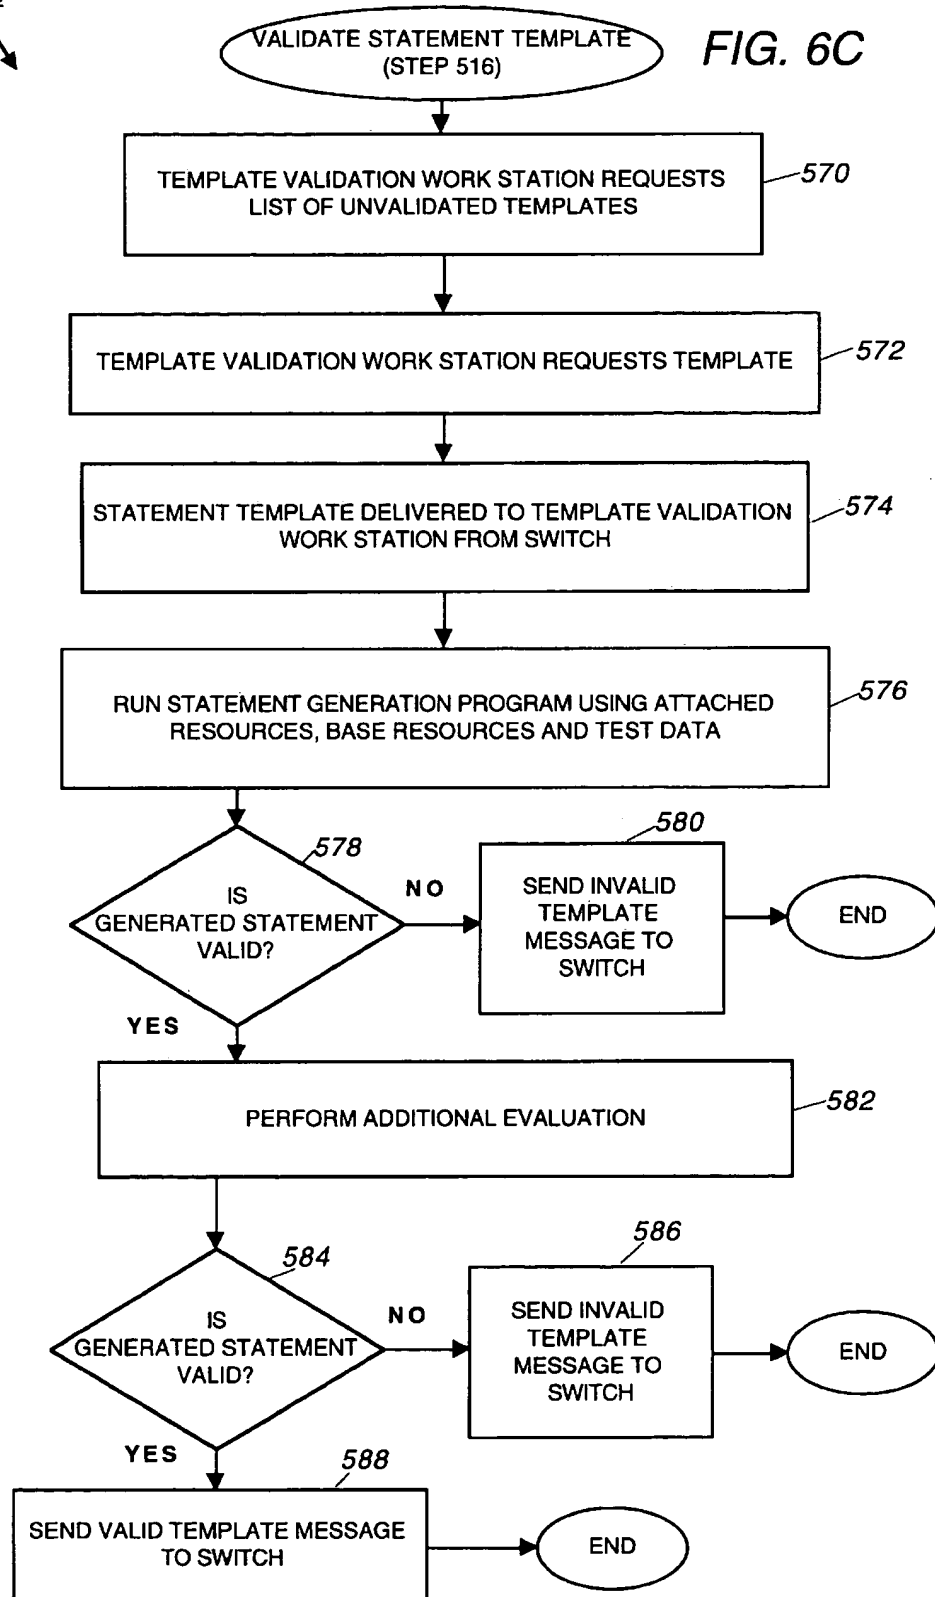 VALIDATE STATEMENT TEMPLATE
(STEP 516)
FIG. 6C
TEMPLATE VALIDATION WORK STATION REQUESTS
LIST OF UNVALIDATED TEMPLATES
570
TEMPLATE VALIDATION WORK STATION REQUESTS TEMPLATE
572
STATEMENT TEMPLATE DELIVERED TO TEMPLATE VALIDATION
WORK STATION FROM SWITCH
574
RUN STATEMENT GENERATION PROGRAM USING ATTACHED
RESOURCES, BASE RESOURCES AND TEST DATA
576
578
IS
GENERATED STATEMENT
VALID?
NO
580
SEND INVALID
TEMPLATE
MESSAGE TO
SWITCH
END
YES
PERFORM ADDITIONAL EVALUATION
582
584
IS
GENERATED STATEMENT
VALID?
NO
586
SEND INVALID
TEMPLATE
MESSAGE TO
SWITCH
END
YES
588
SEND VALID TEMPLATE MESSAGE
TO SWITCH
END